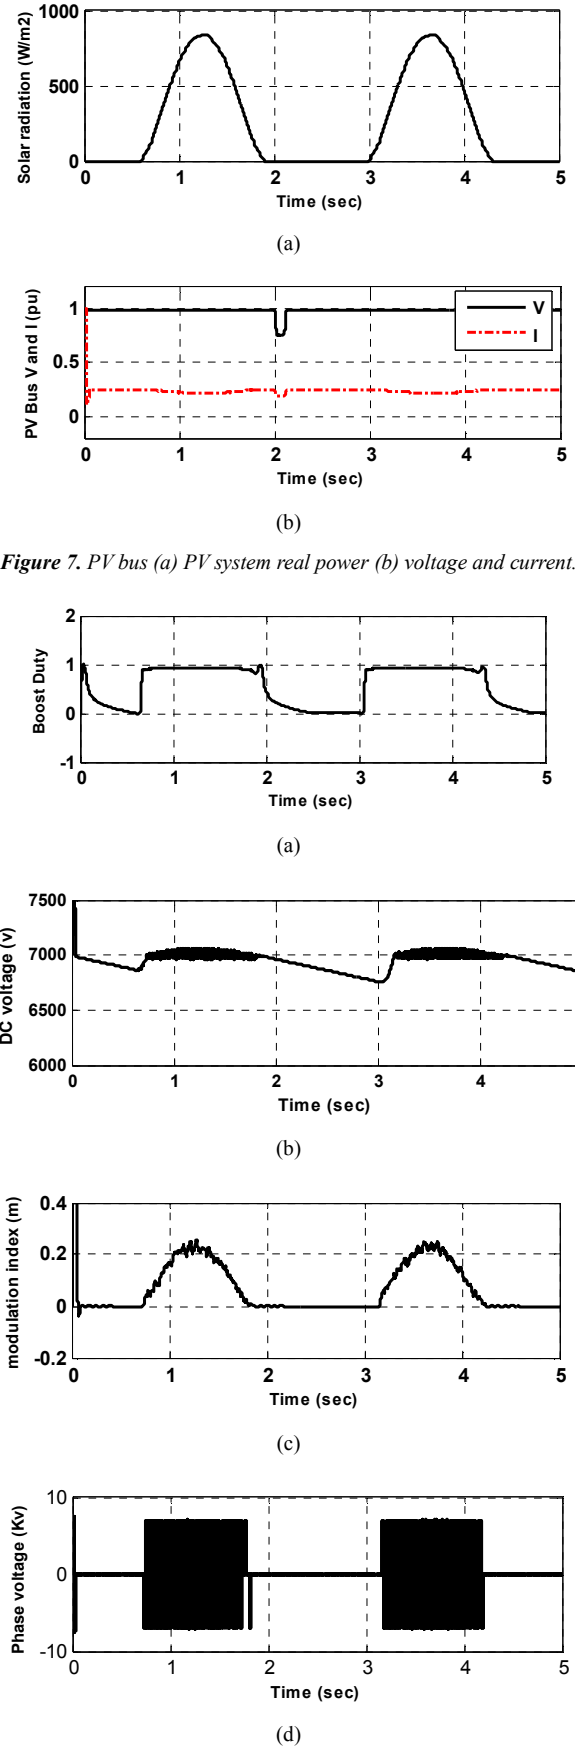 Solar radiation (W/m2)
1000
500
0
0 1 2 3 4 5
Time (sec)
(a)
PV Bus V and I (pu)
1
0.5
0
V
I
0 1 2 3 4 5
Time (sec)
(b)
Figure 7. PV bus (a) PV system real power (b) voltage and current.
Boost Duty
2
1
0
-1
0 1 2 3 4 5
Time (sec)
(a)
DC voltage (v)
7500
7000
6500
6000
0 1 2 3 4
Time (sec)
(b)
modulation index (m)
0.4
0.2
0
-0.2
0 1 2 3 4 5
Time (sec)
(c)
Phase voltage (Kv)
10
0
-10
0 1 2 3 4 5
Time (sec)
(d)